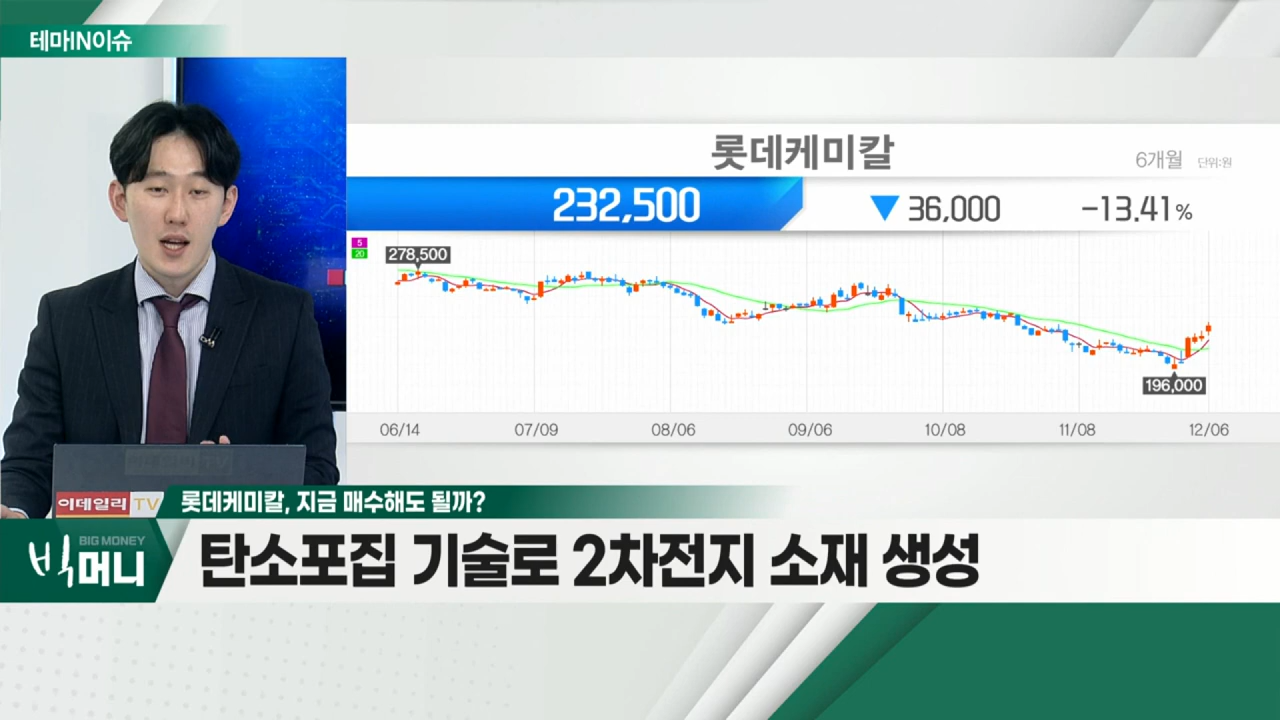 테마IN이슈
롯데케미칼
6개월 단위:원
232,500 ▼ 36,000 -13.41%
5
20
278,500
196,000
06/14 07/09 08/06 09/06 10/08 11/08 12/06
이데일리TV
롯데케미칼, 지금 매수해도 될까?
BIG MONEY
빅머니
탄소포집 기술로 2차전지 소재 생성